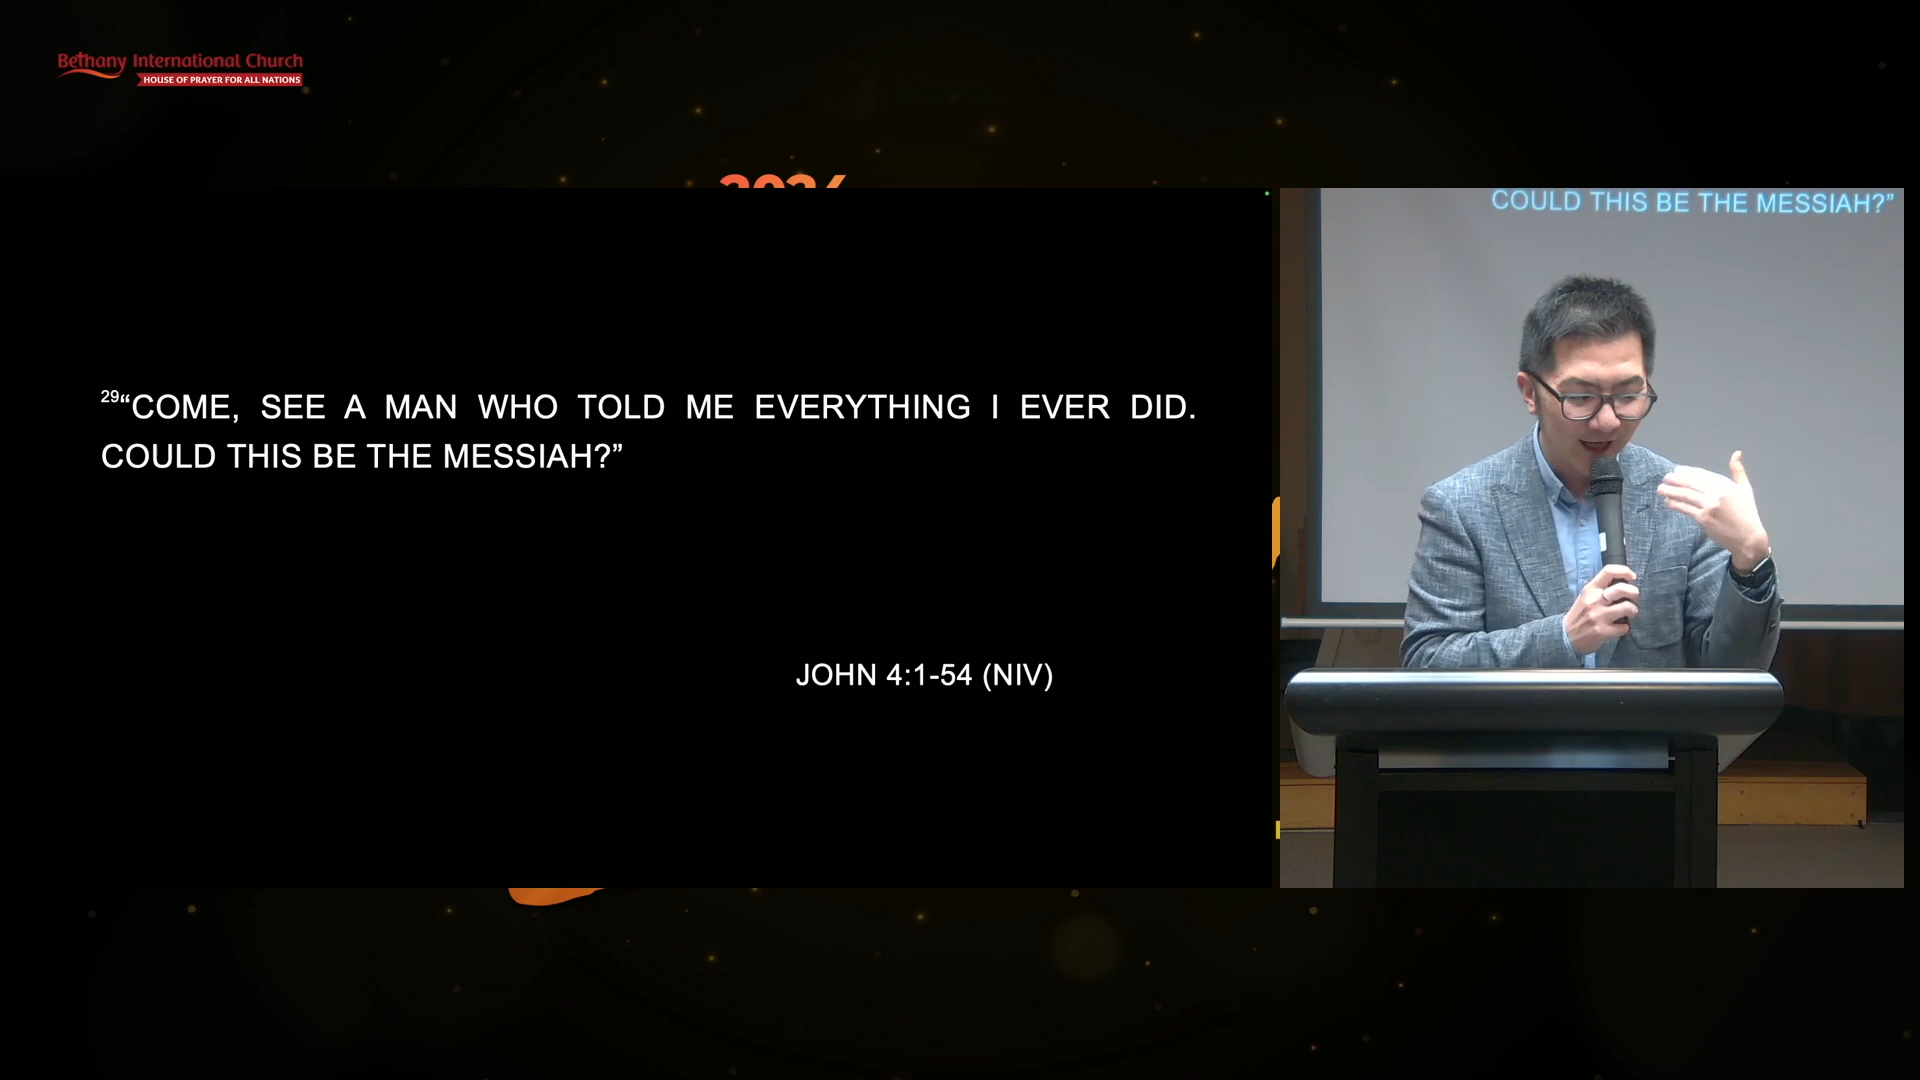 Bethany International Church
HOUSE OF PRAYER FOR ALL NATIONS
29“COME, SEE A MAN WHO TOLD ME EVERYTHING I EVER DID.
COULD THIS BE THE MESSIAH?”
JOHN 4:1-54 (NIV)
COULD THIS BE THE MESSIAH?”